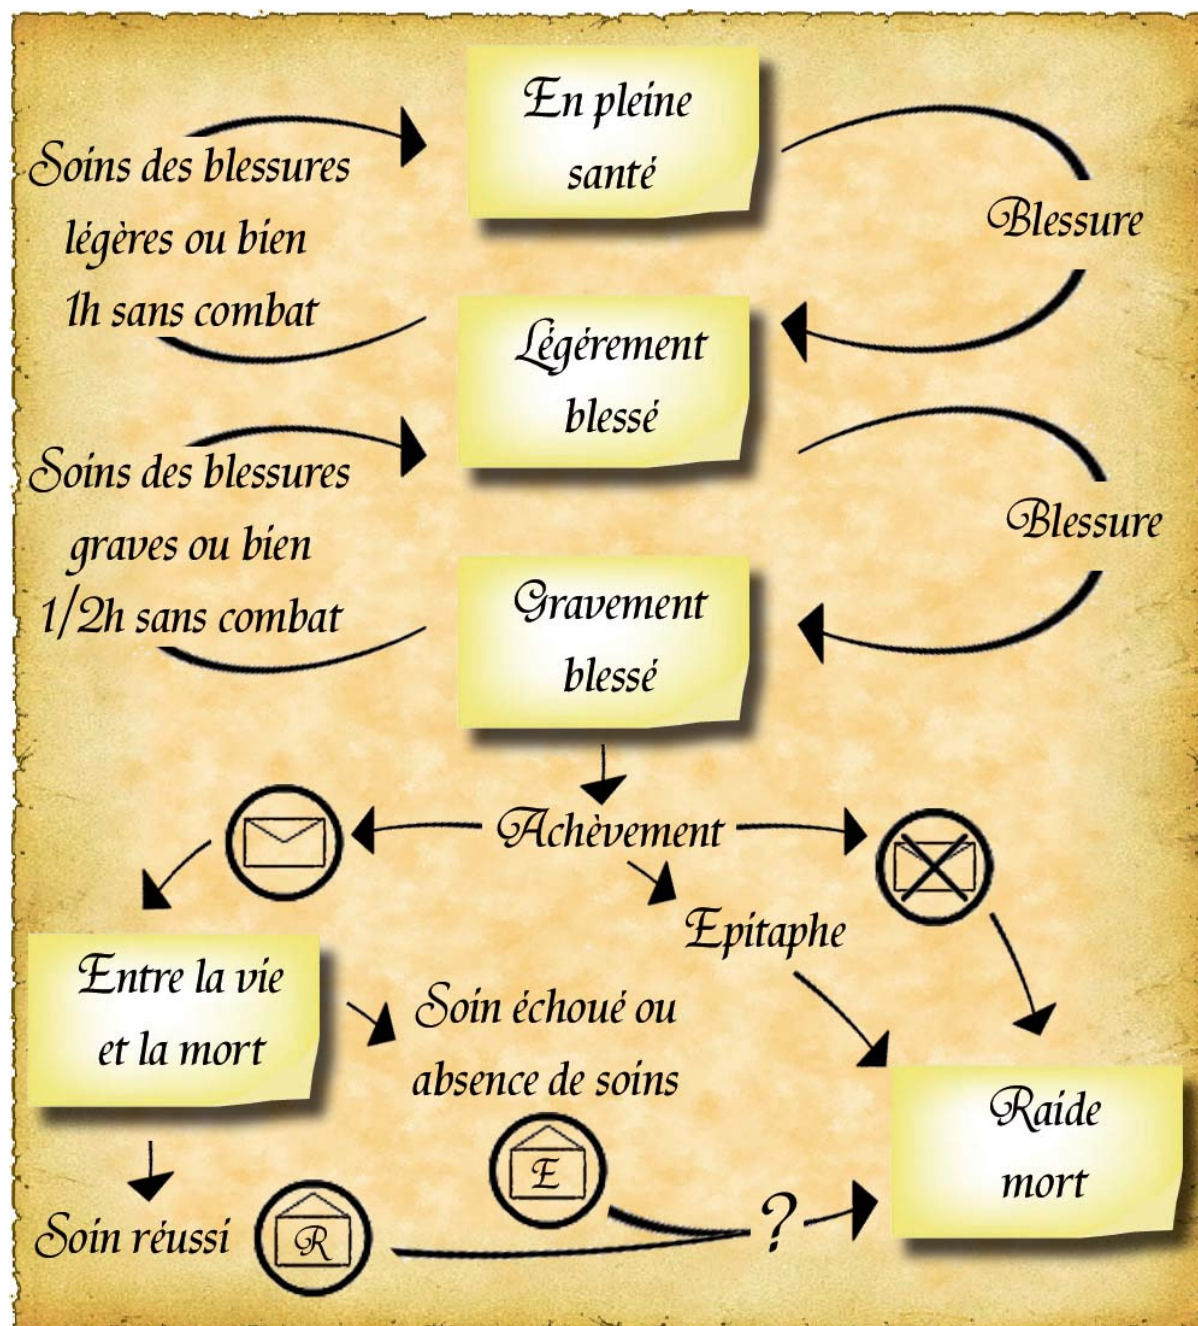 En pleine
santé
Soins des blessures
légères ou bien
1h sans combat
Blessure
Légérement
blessé
Soins des blessures
graves ou bien
1/2h sans combat
Blessure
Gravement
blessé
Achèvement
Epitaphe
Entre la vie
et la mort
Soin échoué ou
absence de soins
Raide
mort
E
Soin réussi
R
?